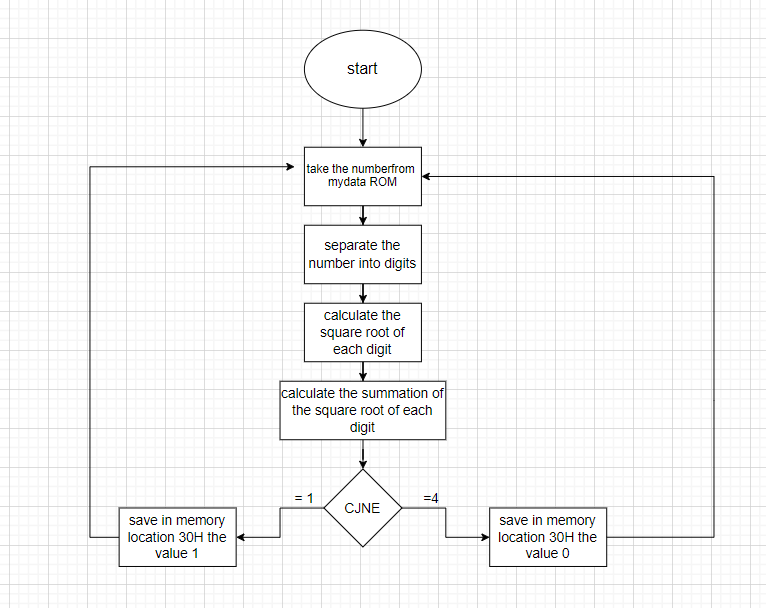 start
take the numberfrom
mydata ROM
separate the
number into digits
calculate the
square root of
each digit
calculate the summation of
the square root of each
digit
= 1
CJNE
=4
save in memory
location 30H the
value 1
save in memory
location 30H the
value 0